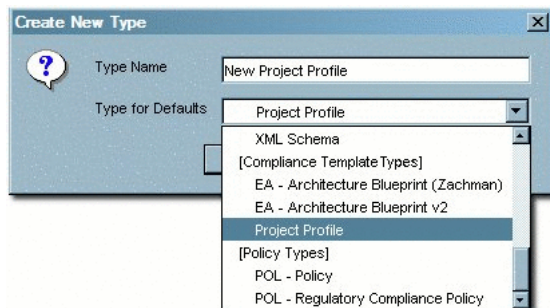 Create New Type
Type Name
New Project Profile
Type for Defaults
Project Profile
XML Schema
[Compliance Template Types]
EA - Architecture Blueprint (Zachman)
EA - Architecture Blueprint v2
Project Profile
[Policy Types]
POL - Policy
POL - Regulatory Compliance Policy